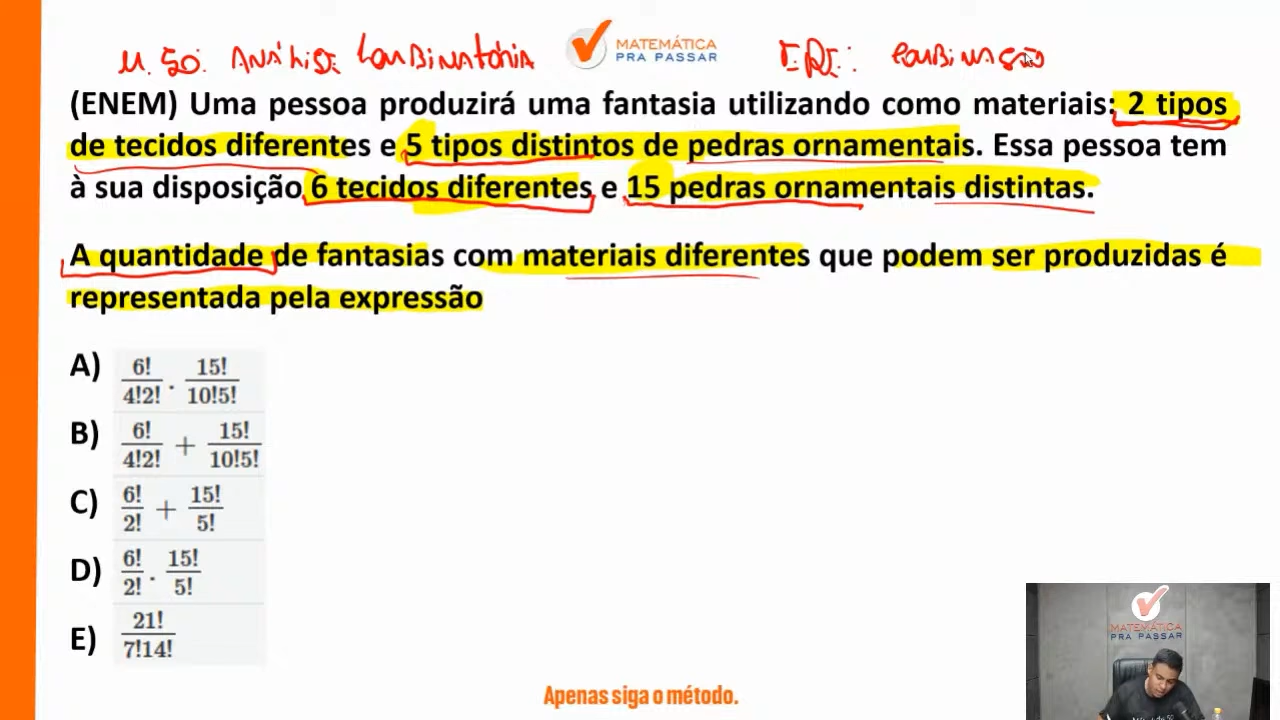 M. 50: ANÁLISE COMBINATÓRIA
MATEMÁTICA
PRA PASSAR
(ENEM) Uma pessoa produzirá uma fantasia utilizando como materiais: 2 tipos
de tecidos diferentes e 5 tipos distintos de pedras ornamentais. Essa pessoa tem
à sua disposição 6 tecidos diferentes e 15 pedras ornamentais distintas.
A quantidade de fantasias com materiais diferentes que podem ser produzidas é
representada pela expressão
A) 6!/4!2! . 15!/10!5!
B) 6!/4!2! + 15!/10!5!
C) 6!/2! + 15!/5!
D) 6!/2! . 15!/5!
E) 21!/7!14!
MATEMÁTICA
PRA PASSAR
Apenas siga o método.